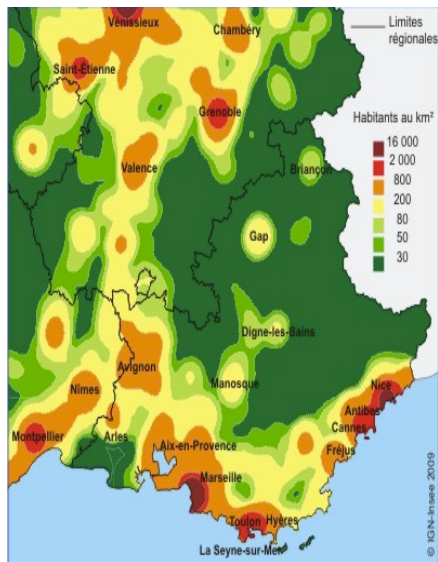 Vénissieux
Chambéry
Limites
régionales
Saint-Étienne
Grenoble
Habitants au km²
16 000
2 000
800
200
80
50
30
Valence
Briançon
Gap
Digne-les-Bains
Avignon
Manosque
Nîmes
Nice
Antibes
Cannes
Montpellier
Arles
Aix-en-Provence
Fréjus
Marseille
Toulon
Hyères
La Seyne-sur-Mer
© IGN-Insee 2009